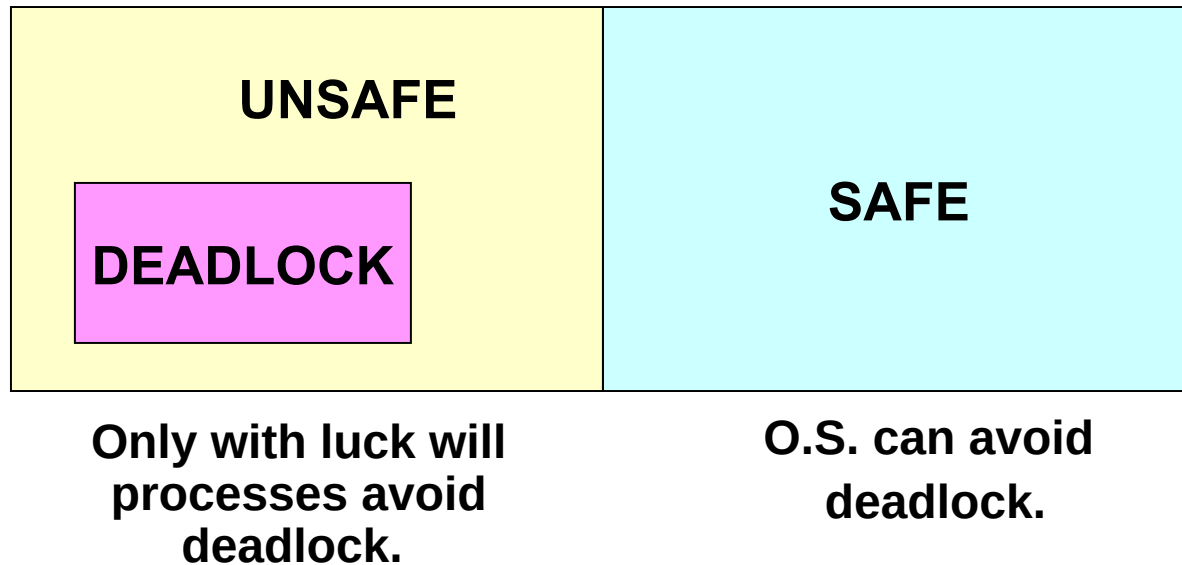 UNSAFE
SAFE
DEADLOCK
Only with luck will
processes avoid
deadlock.
O.S. can avoid
deadlock.